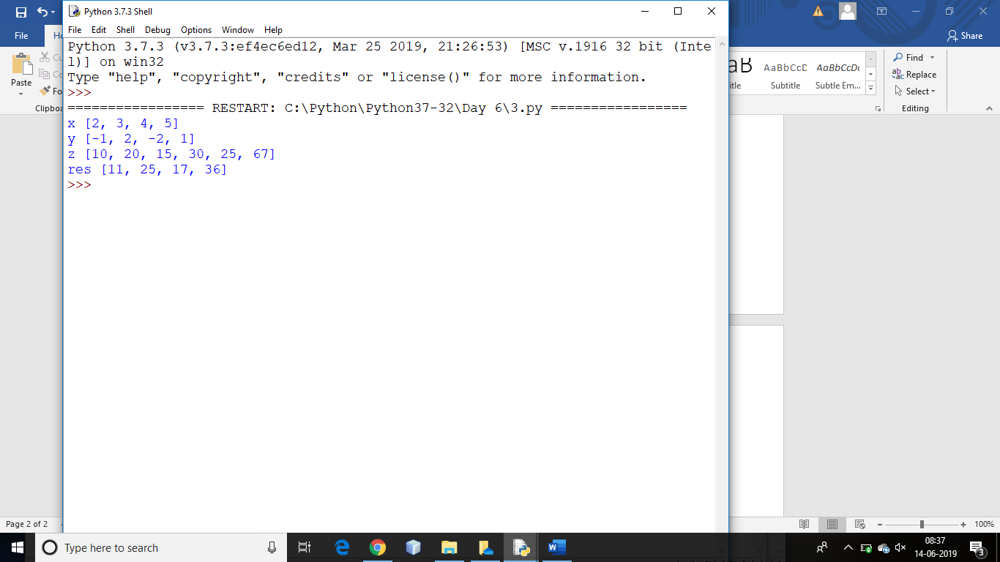 Python 3.7.3 Shell
File Edit Shell Debug Options Window Help
Python 3.7.3 (v3.7.3:ef4ec6ed12, Mar 25 2019, 21:26:53) [MSC v.1916 32 bit (Inte
l)] on win32
Type "help", "copyright", "credits" or "license()" for more information.
>>>
================= RESTART: C:\Python\Python37-32\Day 6\3.py =================
x [2, 3, 4, 5]
y [-1, 2, -2, 1]
z [10, 20, 15, 30, 25, 67]
res [11, 25, 17, 36]
>>>
File
Share
Paste
Cu
Co
Fo
Clipboa
aB
itle
AaBbCcD
Subtitle
AaBbCcDc
Subtle Em...
Find
Replace
Select
Editing
Page 2 of 2
100%
Type here to search
08:37
14-06-2019
3